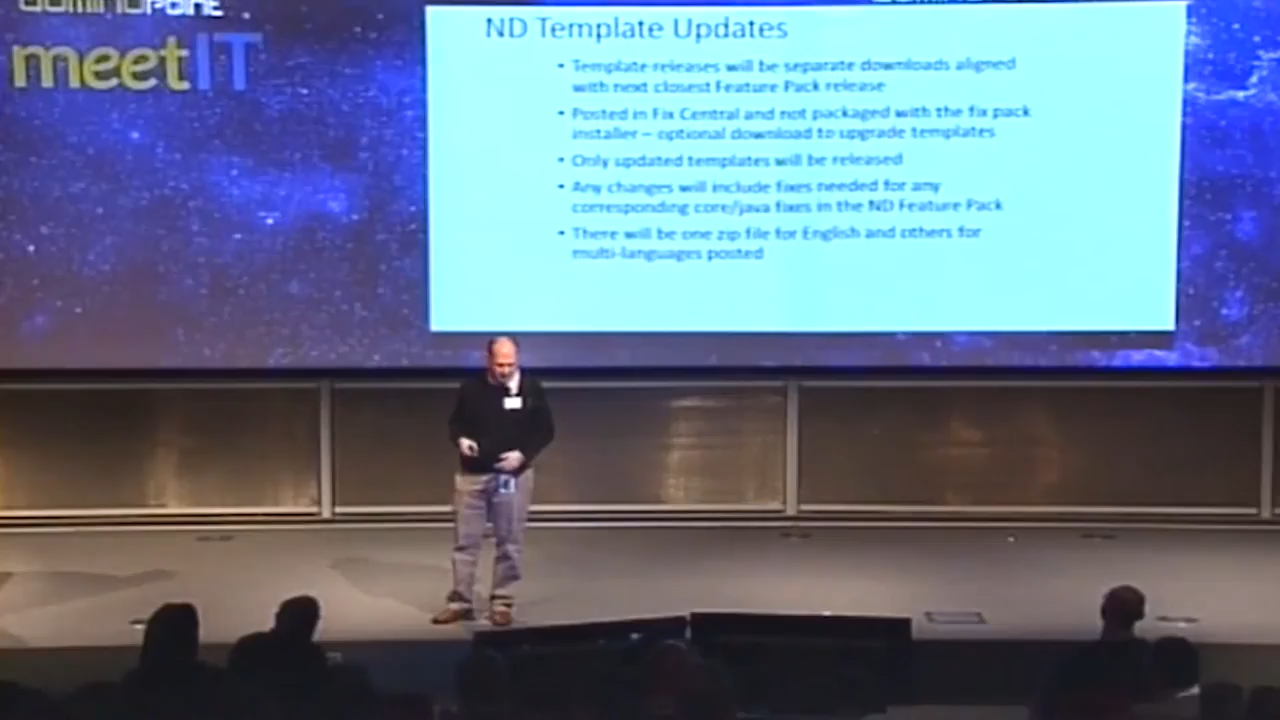 POINT
meetIT
ND Template Updates
• Template releases will be separate downloads aligned
with next closest Feature Pack release
• Posted in Fix Central and not packaged with the fix pack
installer – optional download to upgrade templates
• Only updated templates will be released
• Any changes will include fixes needed for any
corresponding core/java fixes in the ND Feature Pack
• There will be one zip file for English and others for
multi-languages posted